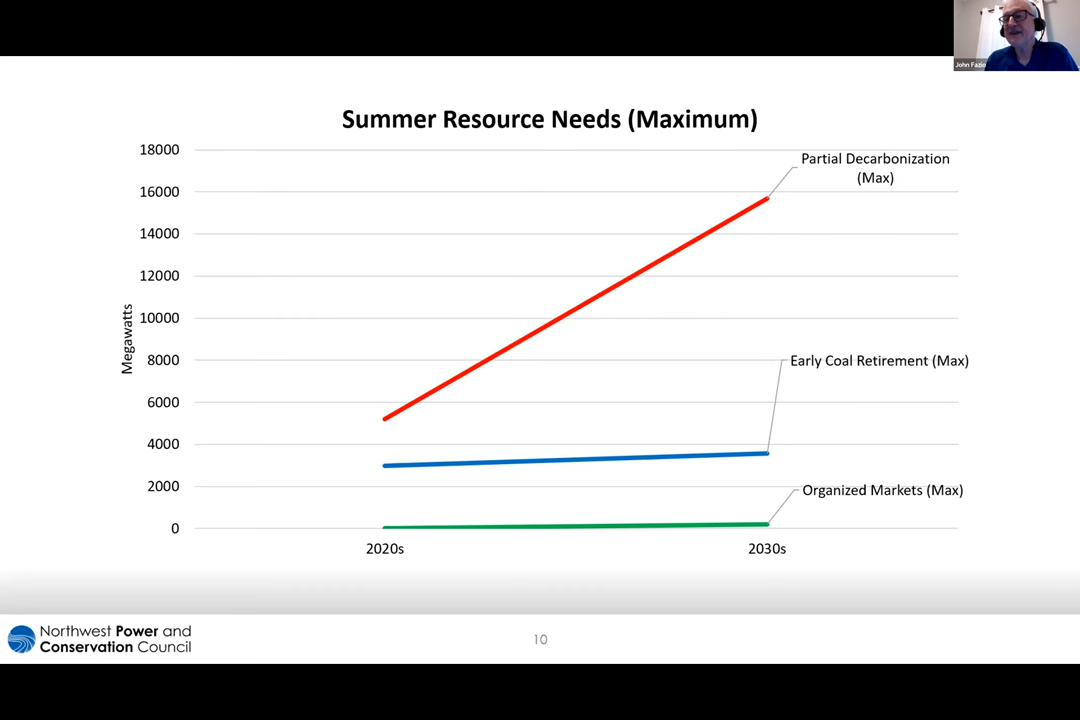 John Fazio
Summer Resource Needs (Maximum)
18000
16000
14000
12000
10000
8000
6000
4000
2000
0
Megawatts
Partial Decarbonization
(Max)
Early Coal Retirement (Max)
Organized Markets (Max)
2020s
2030s
Northwest Power and
Conservation Council
10